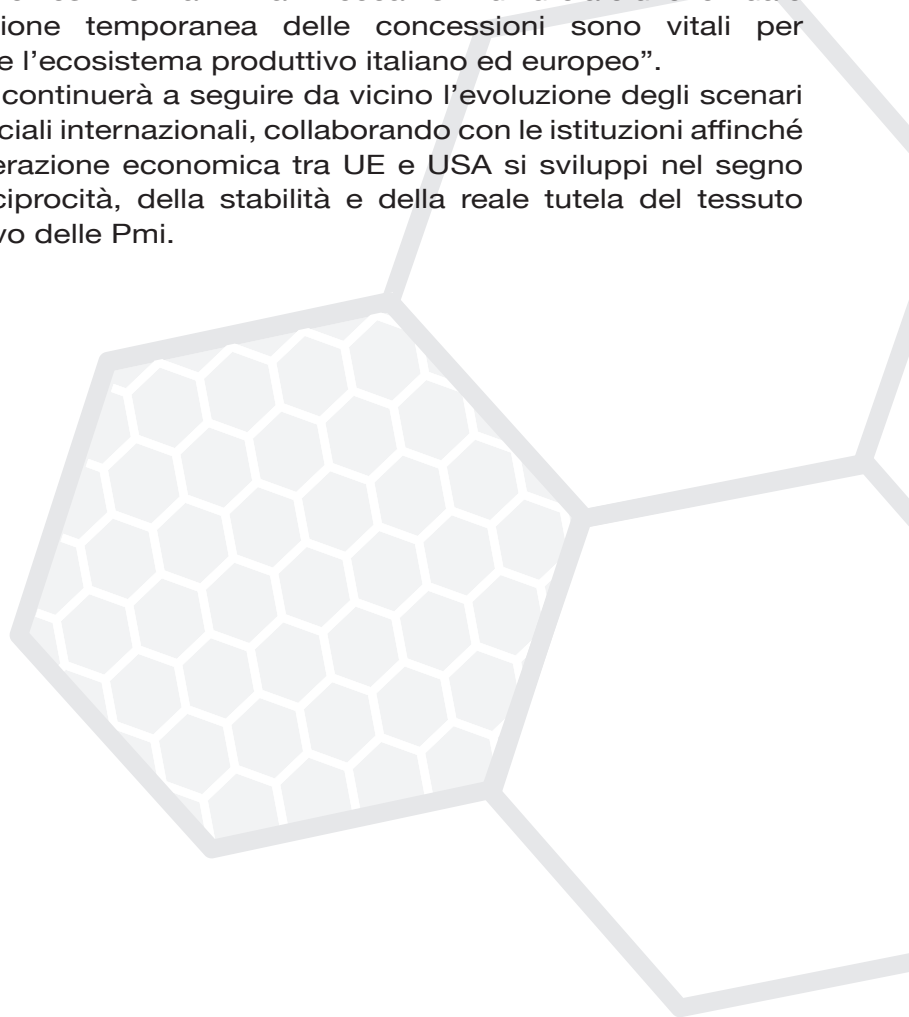 ione temporanea delle concessioni sono vitali per
e l’ecosistema produttivo italiano ed europeo”.
continuerà a seguire da vicino l’evoluzione degli scenari
ciali internazionali, collaborando con le istituzioni affinché
erazione economica tra UE e USA si sviluppi nel segno
ciprocità, della stabilità e della reale tutela del tessuto
vo delle Pmi.